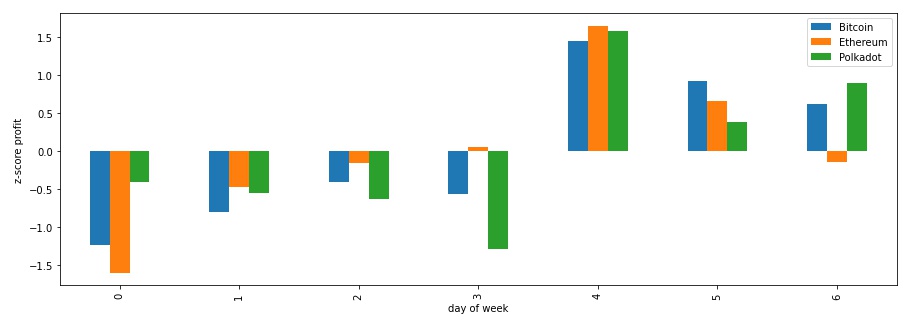 Bitcoin
Ethereum
Polkadot
z-score profit
1.5
1.0
0.5
0.0
−0.5
−1.0
−1.5
0 1 2 3 4 5 6
day of week